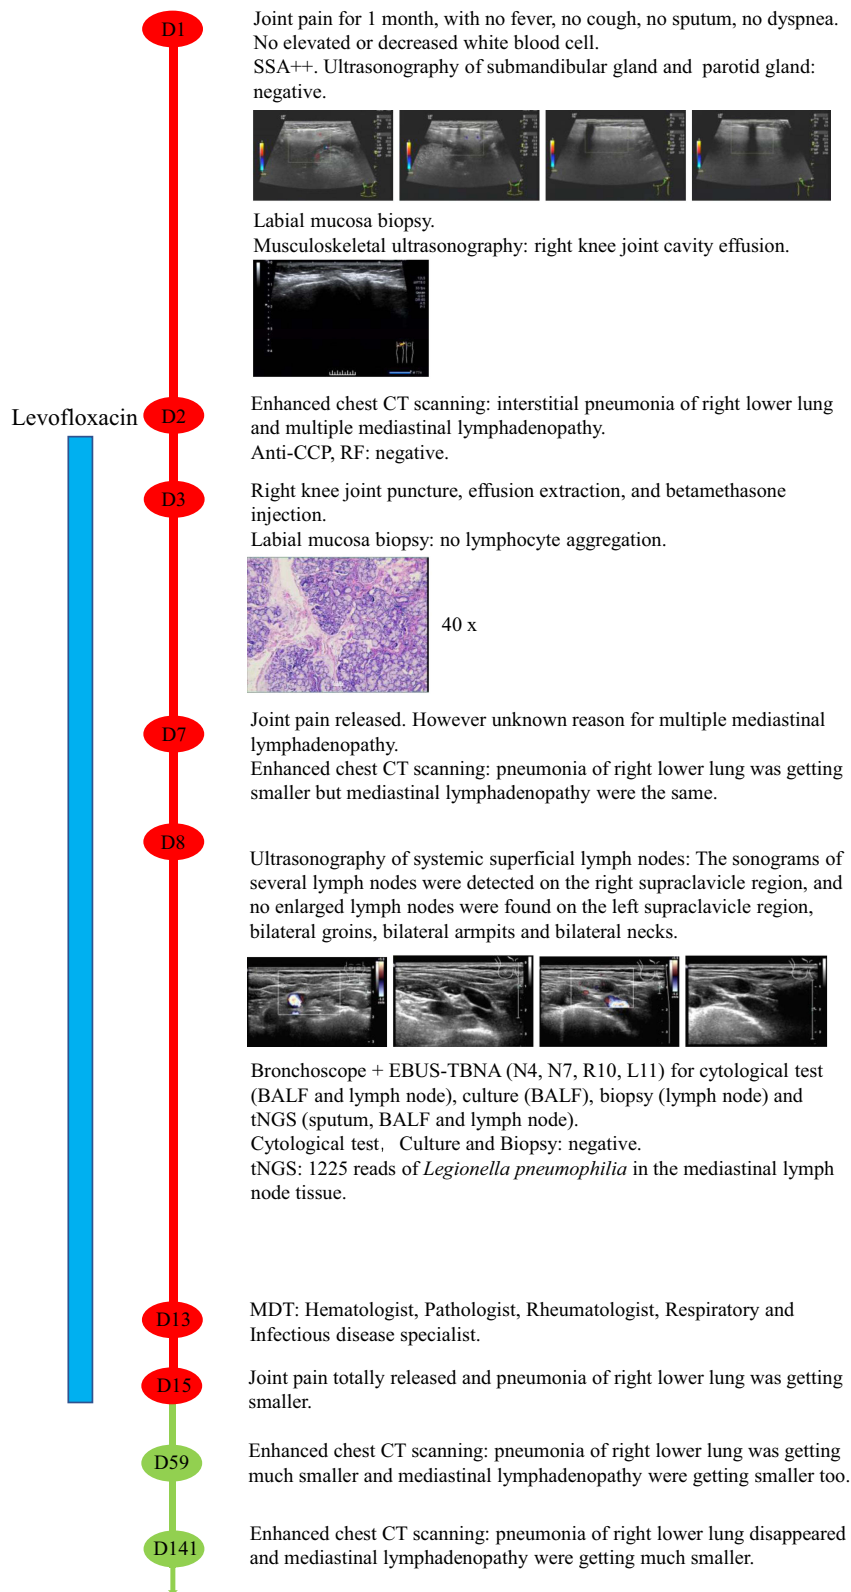 D1
Joint pain for 1 month, with no fever, no cough, no sputum, no dyspnea.
No elevated or decreased white blood cell.
SSA++. Ultrasonography of submandibular gland and parotid gland:
negative.
Labial mucosa biopsy.
Musculoskeletal ultrasonography: right knee joint cavity effusion.
Levofloxacin
D2
Enhanced chest CT scanning: interstitial pneumonia of right lower lung
and multiple mediastinal lymphadenopathy.
Anti-CCP, RF: negative.
D3
Right knee joint puncture, effusion extraction, and betamethasone
injection.
Labial mucosa biopsy: no lymphocyte aggregation.
40 x
D7
Joint pain released. However unknown reason for multiple mediastinal
lymphadenopathy.
Enhanced chest CT scanning: pneumonia of right lower lung was getting
smaller but mediastinal lymphadenopathy were the same.
D8
Ultrasonography of systemic superficial lymph nodes: The sonograms of
several lymph nodes were detected on the right supraclavicle region, and
no enlarged lymph nodes were found on the left supraclavicle region,
bilateral groins, bilateral armpits and bilateral necks.
Bronchoscope + EBUS-TBNA (N4, N7, R10, L11) for cytological test
(BALF and lymph node), culture (BALF), biopsy (lymph node) and
tNGS (sputum, BALF and lymph node).
Cytological test, Culture and Biopsy: negative.
tNGS: 1225 reads of Legionella pneumophilia in the mediastinal lymph
node tissue.
D13
MDT: Hematologist, Pathologist, Rheumatologist, Respiratory and
Infectious disease specialist.
D15
Joint pain totally released and pneumonia of right lower lung was getting
smaller.
D59
Enhanced chest CT scanning: pneumonia of right lower lung was getting
much smaller and mediastinal lymphadenopathy were getting smaller too.
D141
Enhanced chest CT scanning: pneumonia of right lower lung disappeared
and mediastinal lymphadenopathy were getting much smaller.